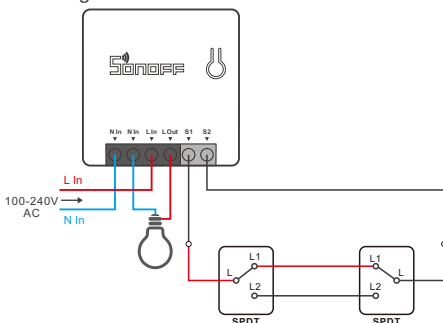 SONOFF
N In N In L In L Out S1 S2
L In
100-240V
AC
N In
L1 L1
L L
L2 L2
SPDT SPDT